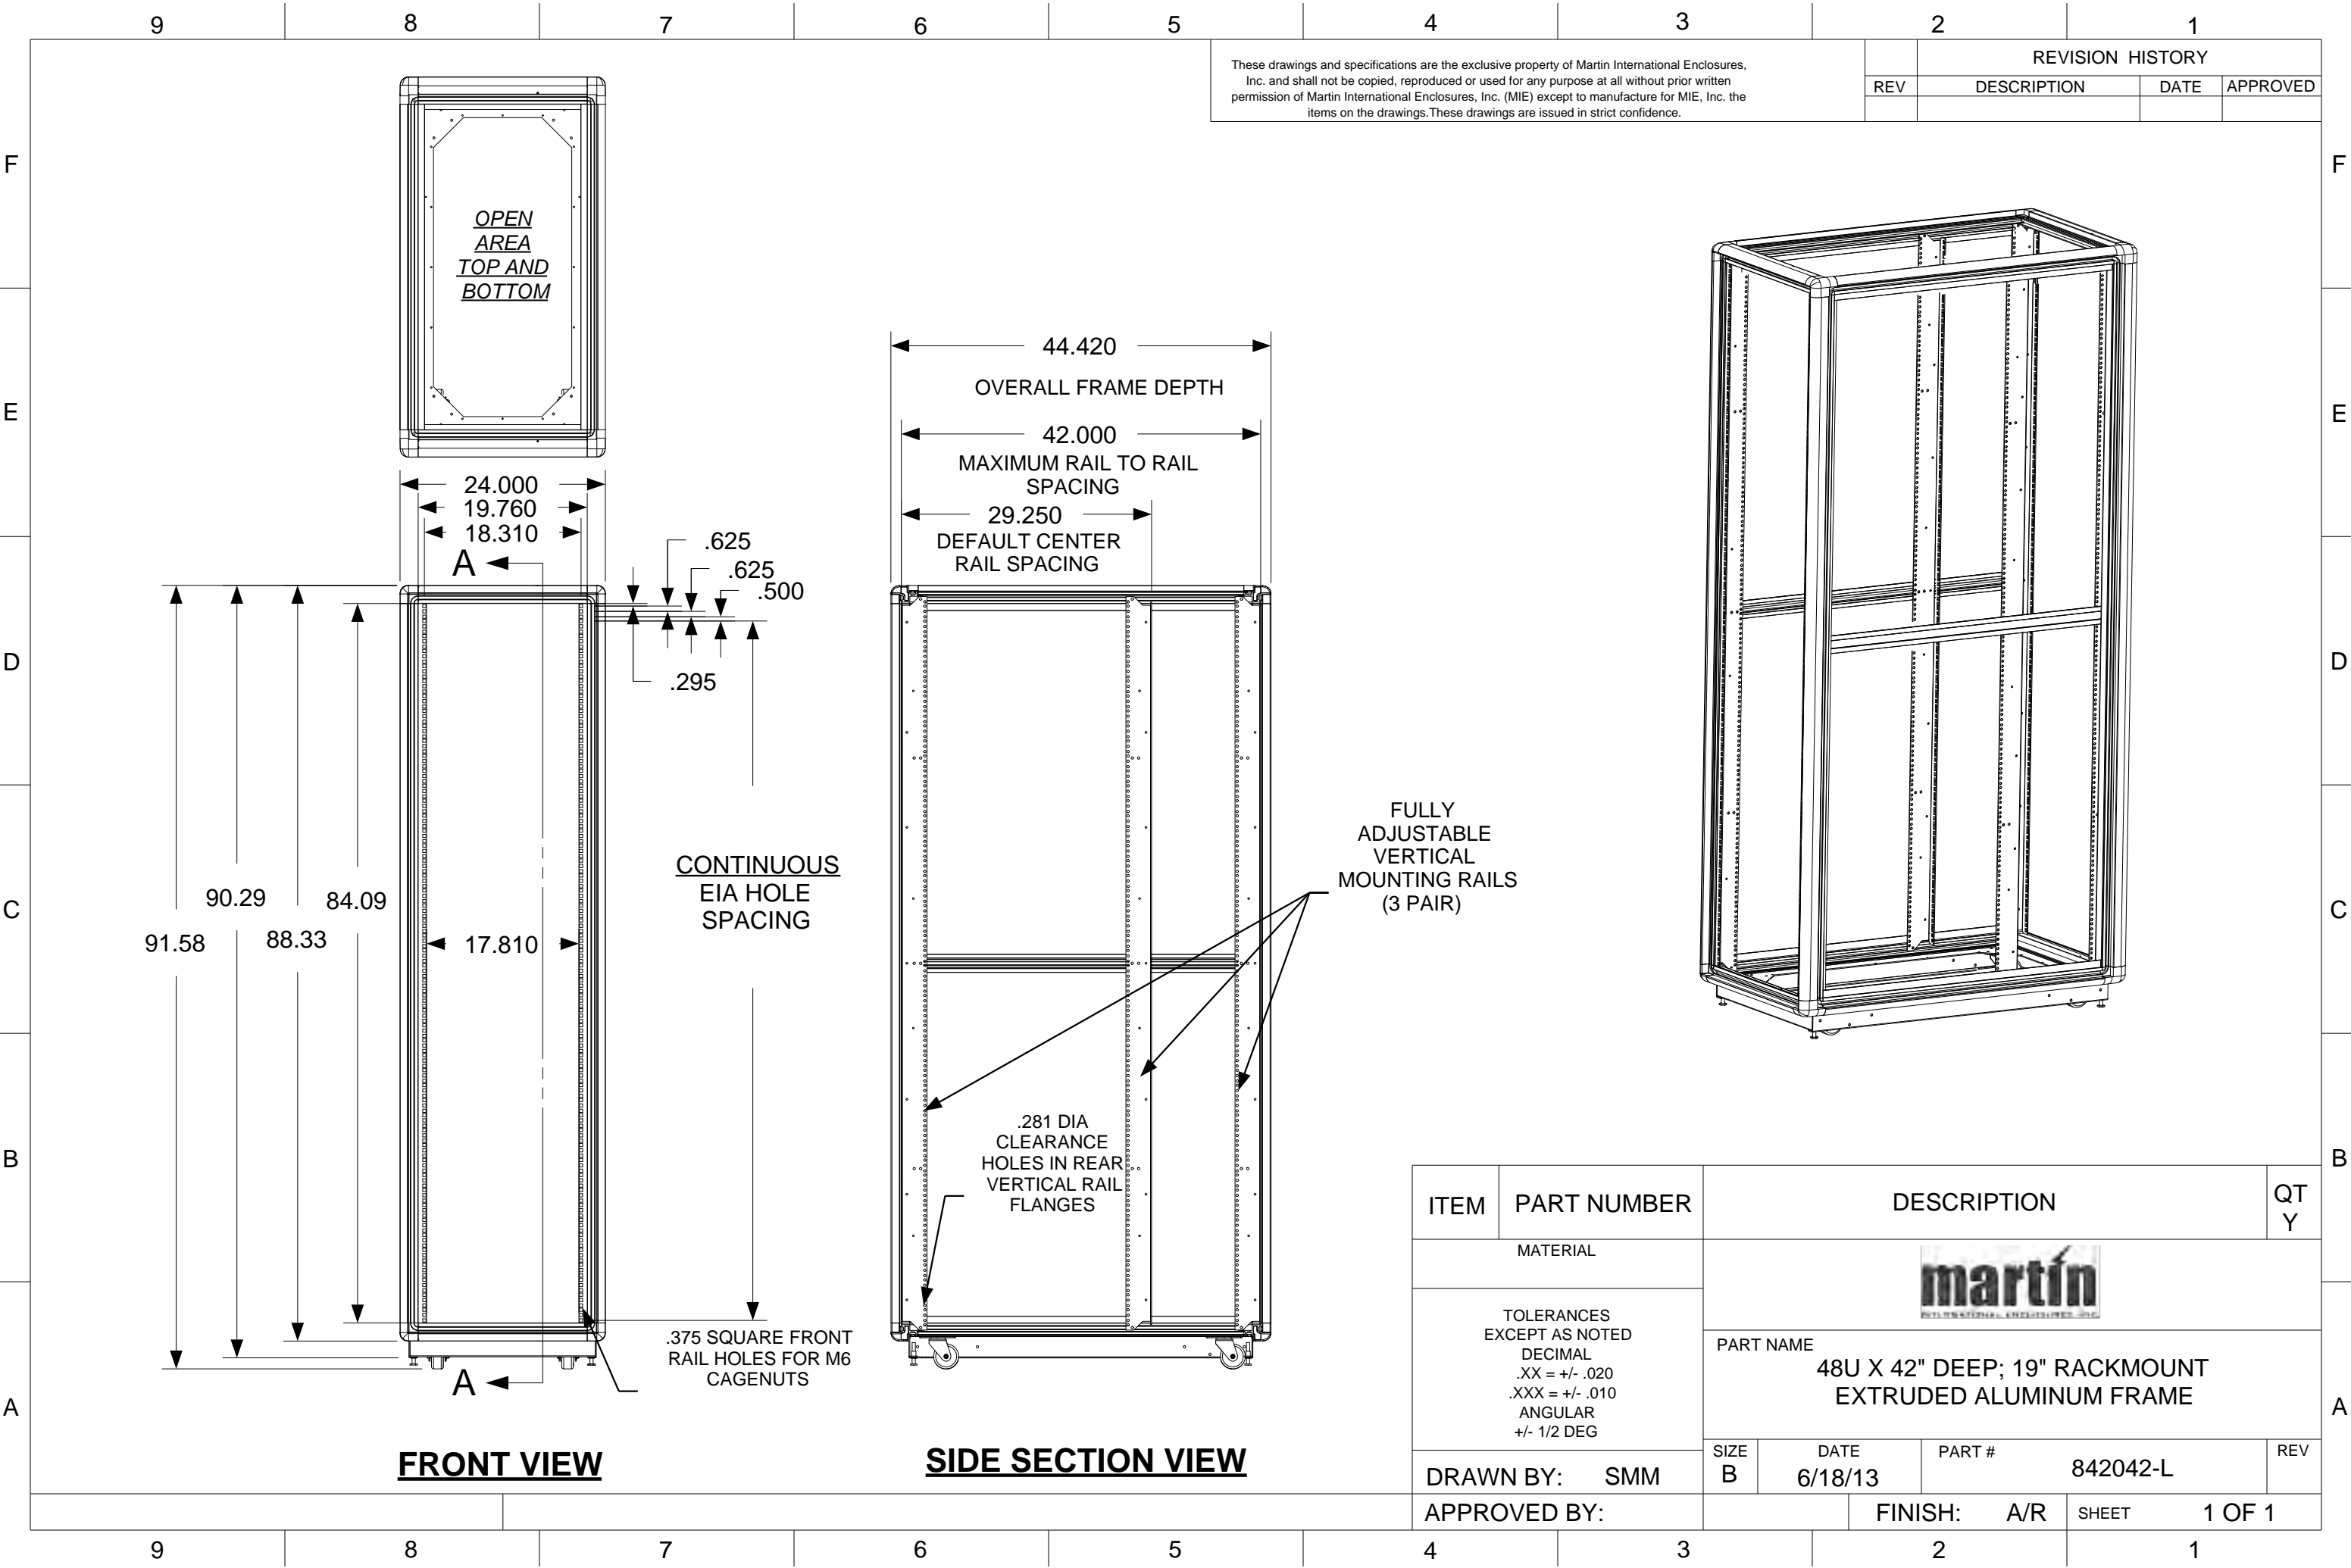 9 8 7 6 5 4 3 2 1
These drawings and specifications are the exclusive property of Martin International Enclosures,
Inc. and shall not be copied, reproduced or used for any purpose at all without prior written
permission of Martin International Enclosures, Inc. (MIE) except to manufacture for MIE, Inc. the
items on the drawings.These drawings are issued in strict confidence.
REVISION HISTORY
REV DESCRIPTION DATE APPROVED
F F
E E
D D
C C
B B
A A
OPEN
AREA
TOP AND
BOTTOM
24.000
19.760
18.310
A
.625
.625
.500
.295
90.29
91.58
88.33
84.09
17.810
CONTINUOUS
EIA HOLE
SPACING
.375 SQUARE FRONT
RAIL HOLES FOR M6
CAGENUTS
A
FRONT VIEW
44.420
OVERALL FRAME DEPTH
42.000
MAXIMUM RAIL TO RAIL
SPACING
29.250
DEFAULT CENTER
RAIL SPACING
FULLY
ADJUSTABLE
VERTICAL
MOUNTING RAILS
(3 PAIR)
.281 DIA
CLEARANCE
HOLES IN REAR
VERTICAL RAIL
FLANGES
SIDE SECTION VIEW
ITEM PART NUMBER DESCRIPTION QT
Y
MATERIAL
martin
INTERNATIONAL ENCLOSURES, INC.
TOLERANCES
EXCEPT AS NOTED
DECIMAL
.XX = +/- .020
.XXX = +/- .010
ANGULAR
+/- 1/2 DEG
PART NAME
48U X 42" DEEP; 19" RACKMOUNT
EXTRUDED ALUMINUM FRAME
DRAWN BY: SMM
SIZE
B
DATE
6/18/13
PART #
842042-L
REV
APPROVED BY:
FINISH: A/R
SHEET 1 OF 1
9 8 7 6 5 4 3 2 1